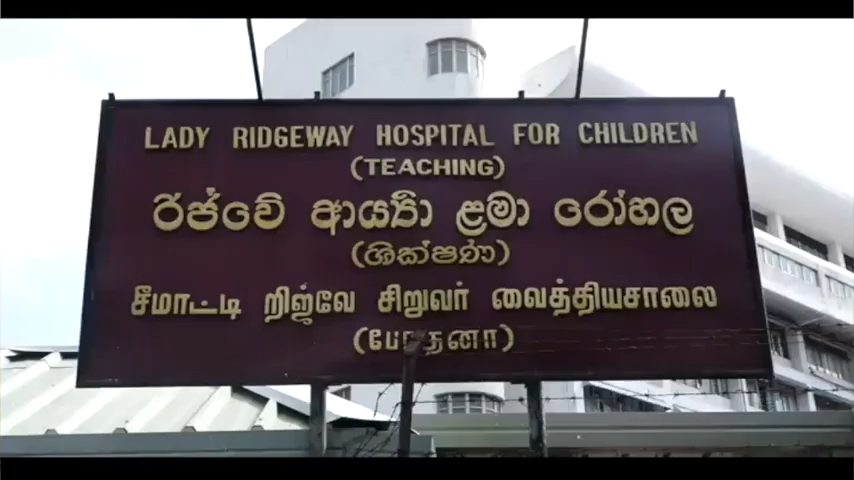 LADY RIDGEWAY HOSPITAL FOR CHILDREN
(TEACHING)
රිජ්වේ ආර්‍ය්‍යා ළමා රෝහල
(ශික්ෂණ)
சீமாட்டி றிஜ்வே சிறுவர் வைத்தியசாலை
(போதனா)